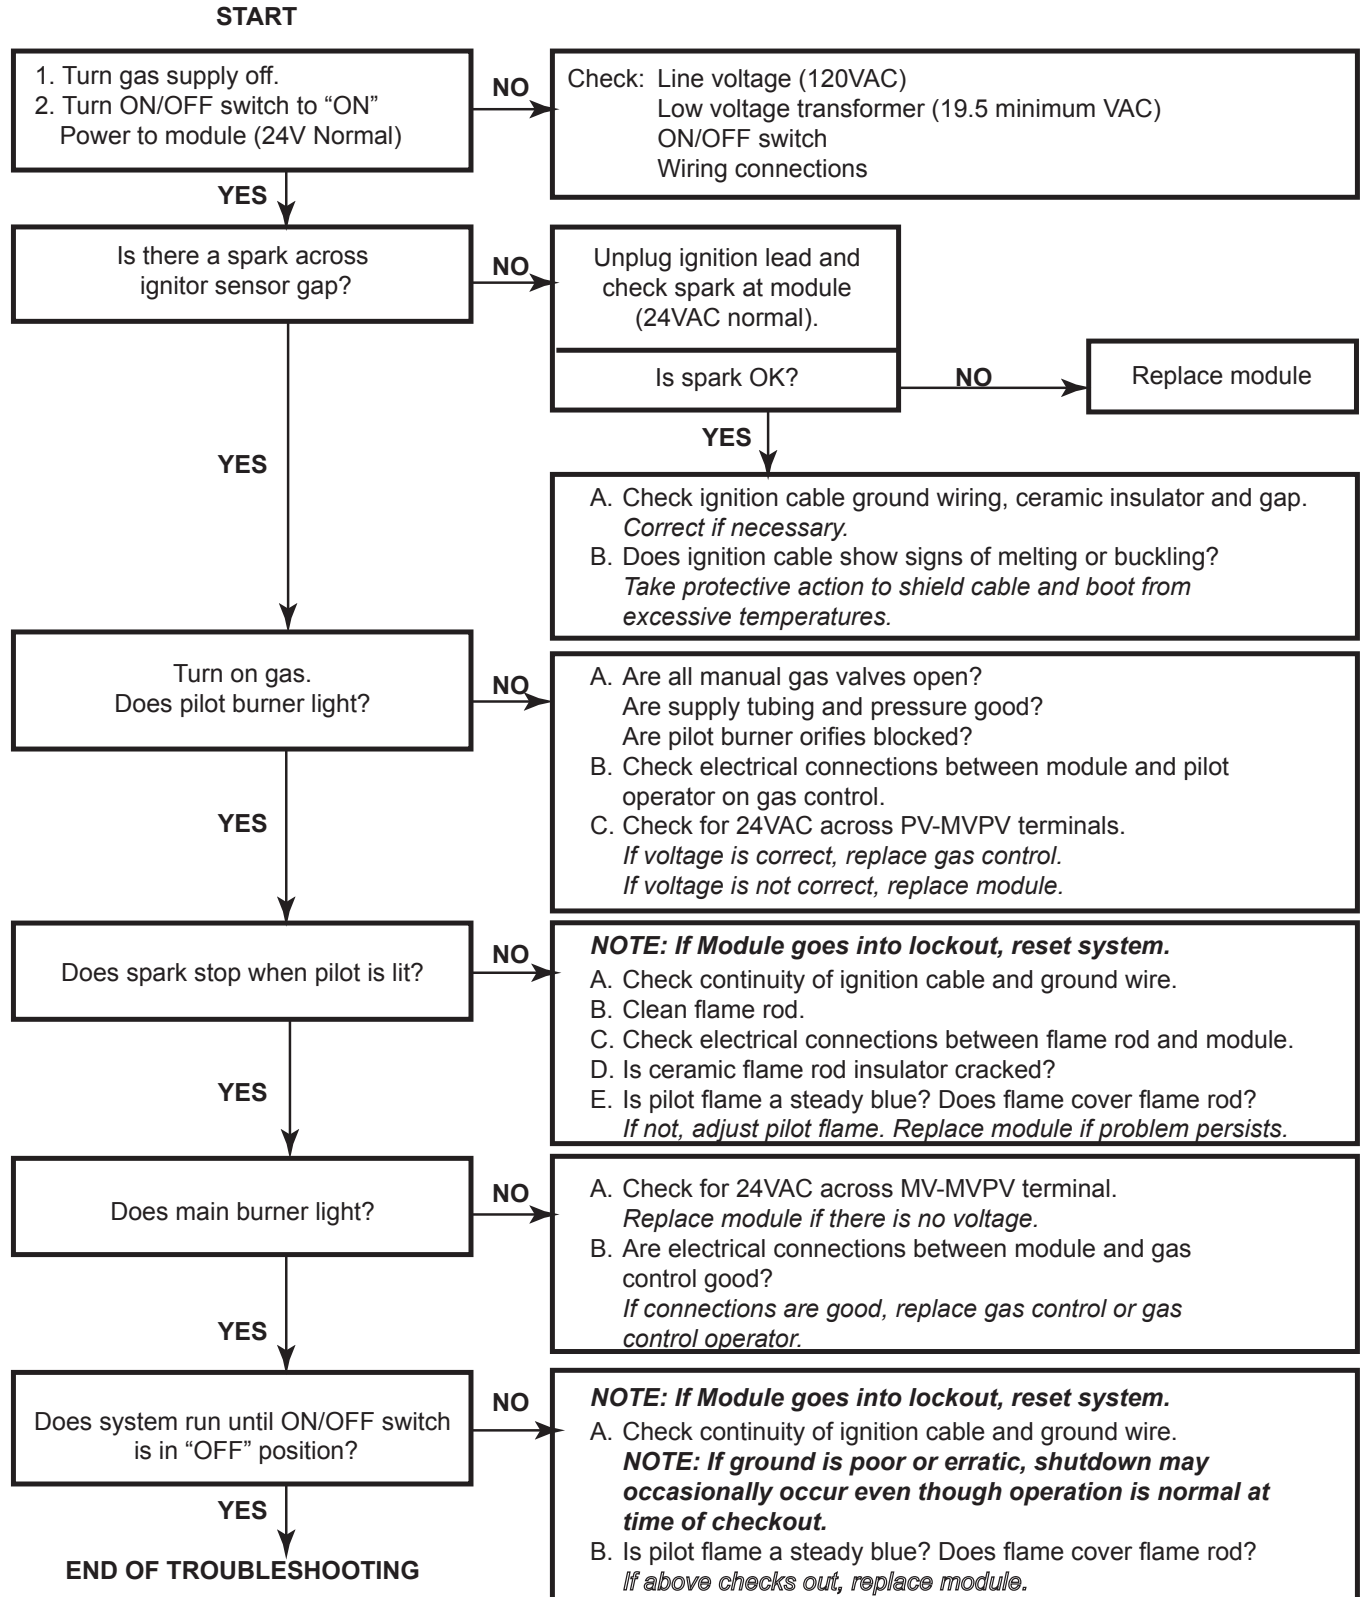 START
1. Turn gas supply off.
2. Turn ON/OFF switch to “ON”
Power to module (24V Normal)
NO
Check: Line voltage (120VAC)
Low voltage transformer (19.5 minimum VAC)
ON/OFF switch
Wiring connections
YES
Is there a spark across
ignitor sensor gap?
NO
Unplug ignition lead and
check spark at module
(24VAC normal).
Is spark OK?
NO
Replace module
YES
A. Check ignition cable ground wiring, ceramic insulator and gap.
Correct if necessary.
B. Does ignition cable show signs of melting or buckling?
Take protective action to shield cable and boot from
excessive temperatures.
YES
Turn on gas.
Does pilot burner light?
NO
A. Are all manual gas valves open?
Are supply tubing and pressure good?
Are pilot burner orifies blocked?
B. Check electrical connections between module and pilot
operator on gas control.
C. Check for 24VAC across PV-MVPV terminals.
If voltage is correct, replace gas control.
If voltage is not correct, replace module.
YES
Does spark stop when pilot is lit?
NO
NOTE: If Module goes into lockout, reset system.
A. Check continuity of ignition cable and ground wire.
B. Clean flame rod.
C. Check electrical connections between flame rod and module.
D. Is ceramic flame rod insulator cracked?
E. Is pilot flame a steady blue? Does flame cover flame rod?
If not, adjust pilot flame. Replace module if problem persists.
YES
Does main burner light?
NO
A. Check for 24VAC across MV-MVPV terminal.
Replace module if there is no voltage.
B. Are electrical connections between module and gas
control good?
If connections are good, replace gas control or gas
control operator.
YES
Does system run until ON/OFF switch
is in “OFF” position?
NO
NOTE: If Module goes into lockout, reset system.
A. Check continuity of ignition cable and ground wire.
NOTE: If ground is poor or erratic, shutdown may
occasionally occur even though operation is normal at
time of checkout.
B. Is pilot flame a steady blue? Does flame cover flame rod?
If above checks out, replace module.
YES
END OF TROUBLESHOOTING